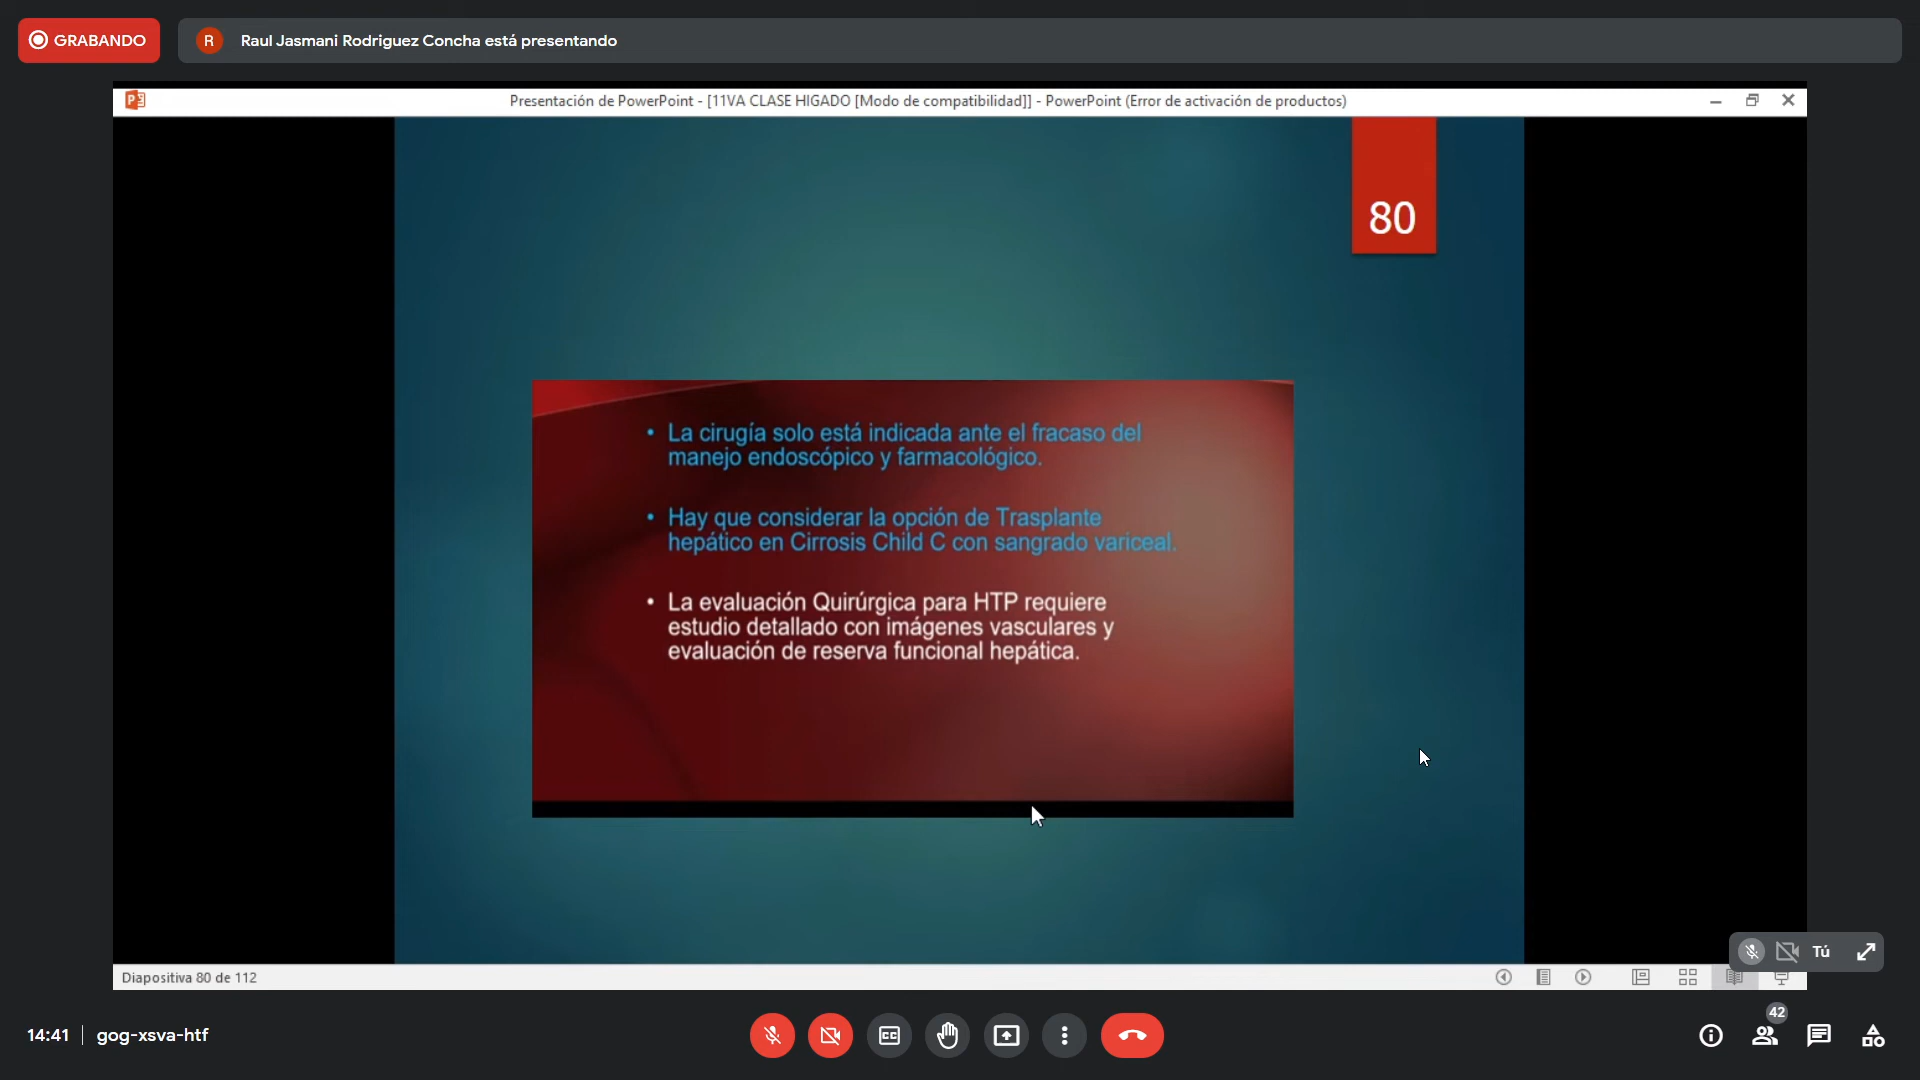 GRABANDO
R
Raul Jasmani Rodriguez Concha está presentando
Presentación de PowerPoint - [11VA CLASE HIGADO [Modo de compatibilidad]] - PowerPoint (Error de activación de productos)
80
• La cirugía solo está indicada ante el fracaso del
manejo endoscópico y farmacológico.
• Hay que considerar la opción de Trasplante
hepático en Cirrosis Child C con sangrado variceal.
• La evaluación Quirúrgica para HTP requiere
estudio detallado con imágenes vasculares y
evaluación de reserva funcional hepática.
Tú
Diapositiva 80 de 112
42
14:41 | gog-xsva-htf